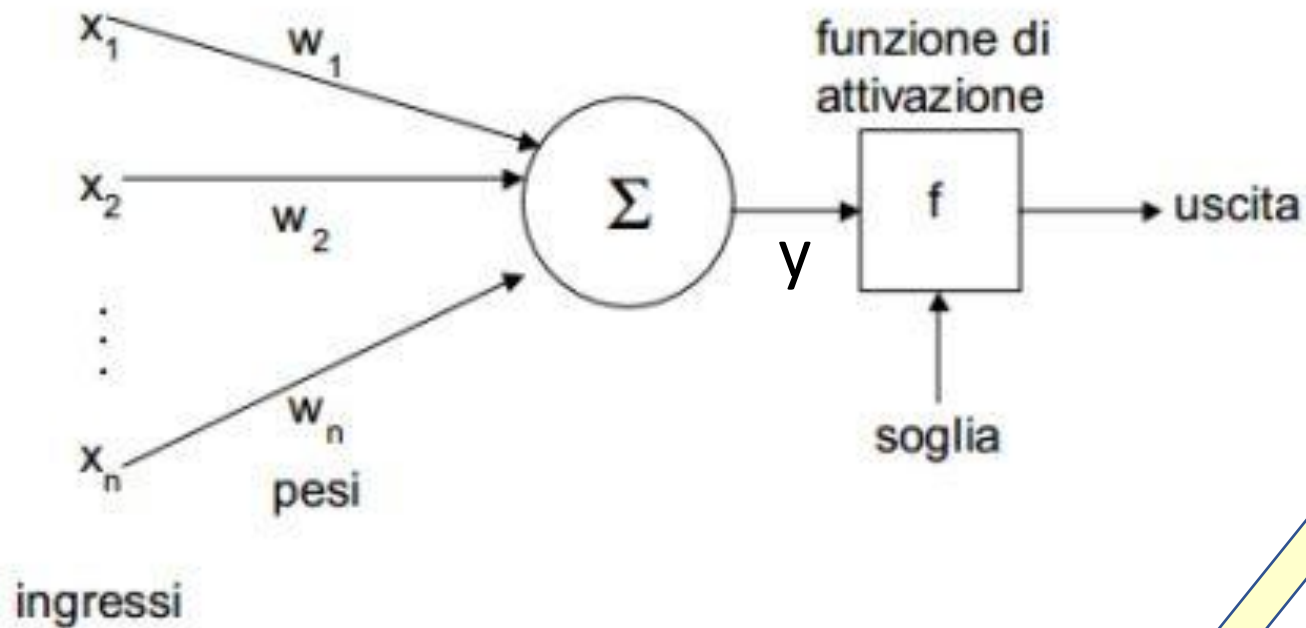 x₁
w₁
funzione di
attivazione
x₂
w₂
Σ
y
f
uscita
.
.
.
wₙ
soglia
xₙ
pesi
ingressi